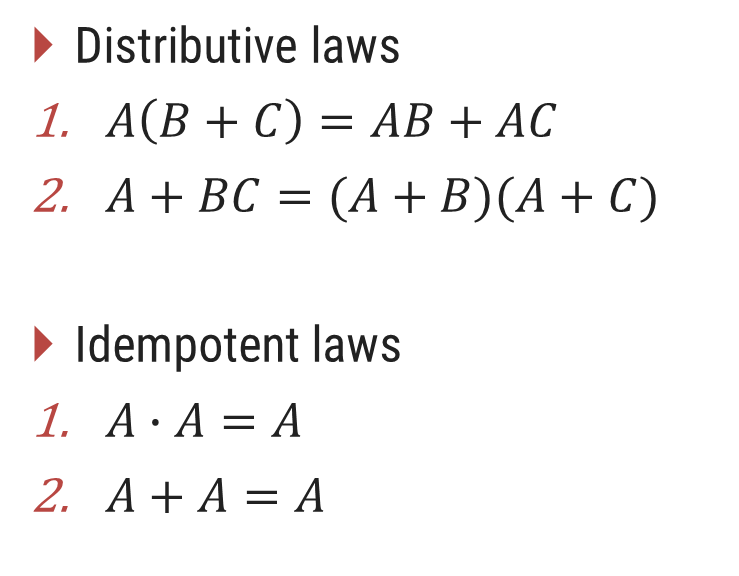 Distributive laws
1. A(B + C) = AB + AC
2. A + BC = (A + B)(A + C)
Idempotent laws
1. A · A = A
2. A + A = A